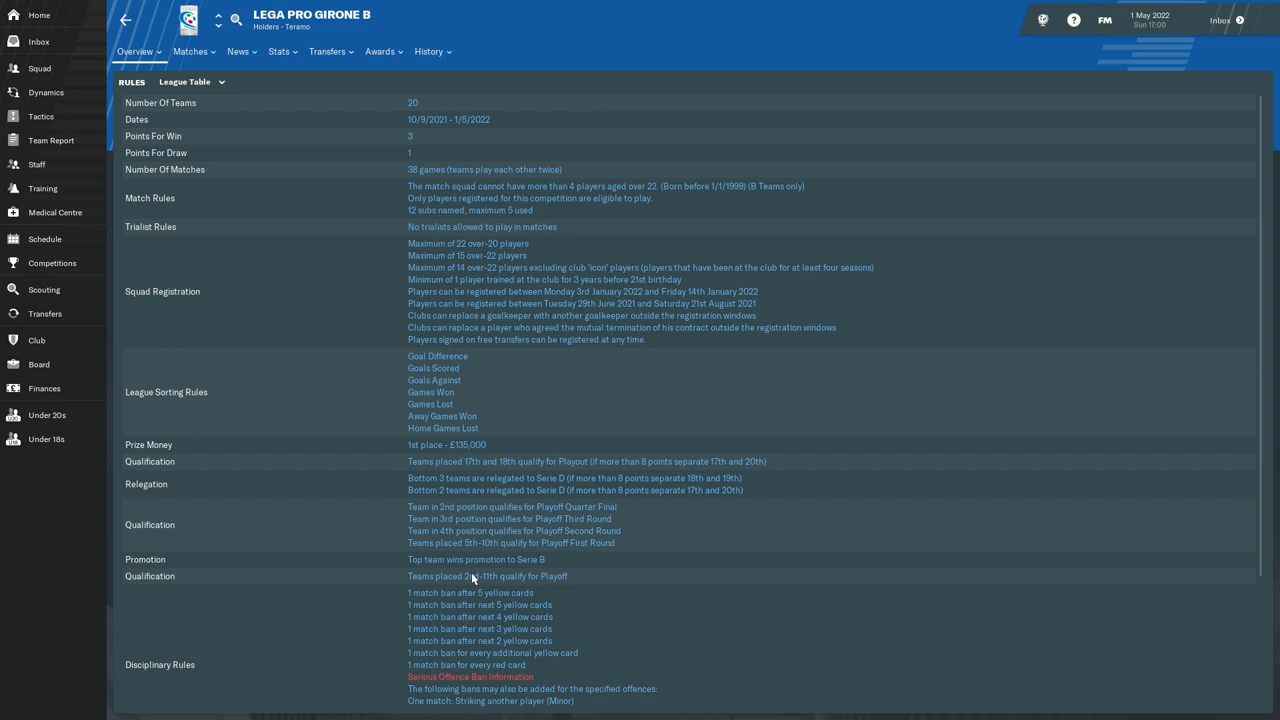 Home
Inbox
Squad
Dynamics
Tactics
Team Report
Staff
Training
Medical Centre
Schedule
Competitions
Scouting
Transfers
Club
Board
Finances
Under 20s
Under 18s
LEGA PRO GIRONE B
Holders - Teramo
? FM 1 May 2022
Sun 17:00
Inbox
Overview Matches News Stats Transfers Awards History
RULES League Table
Number Of Teams 20
Dates 10/9/2021 - 1/5/2022
Points For Win 3
Points For Draw 1
Number Of Matches 38 games (teams play each other twice)
Match Rules
The match squad cannot have more than 4 players aged over 22. (Born before 1/1/1999) (B Teams only)
Only players registered for this competition are eligible to play.
12 subs named, maximum 5 used
Trialist Rules No trialists allowed to play in matches
Squad Registration
Maximum of 22 over-20 players
Maximum of 15 over-22 players
Maximum of 14 over-22 players excluding club 'icon' players (players that have been at the club for at least four seasons)
Minimum of 1 player trained at the club for 3 years before 21st birthday
Players can be registered between Monday 3rd January 2022 and Friday 14th January 2022
Players can be registered between Tuesday 29th June 2021 and Saturday 21st August 2021
Clubs can replace a goalkeeper with another goalkeeper outside the registration windows
Clubs can replace a player who agreed the mutual termination of his contract outside the registration windows
Players signed on free transfers can be registered at any time.
League Sorting Rules
Goal Difference
Goals Scored
Goals Against
Games Won
Games Lost
Away Games Won
Home Games Lost
Prize Money 1st place - £135,000
Qualification Teams placed 17th and 18th qualify for Playout (if more than 8 points separate 17th and 20th)
Relegation
Bottom 3 teams are relegated to Serie D (if more than 8 points separate 18th and 19th)
Bottom 2 teams are relegated to Serie D (if more than 8 points separate 17th and 20th)
Qualification
Team in 2nd position qualifies for Playoff Quarter Final
Team in 3rd position qualifies for Playoff Third Round
Team in 4th position qualifies for Playoff Second Round
Teams placed 5th-10th qualify for Playoff First Round
Promotion Top team wins promotion to Serie B
Qualification Teams placed 2nd-11th qualify for Playoff
Disciplinary Rules
1 match ban after 5 yellow cards
1 match ban after next 5 yellow cards
1 match ban after next 4 yellow cards
1 match ban after next 3 yellow cards
1 match ban after next 2 yellow cards
1 match ban for every additional yellow card
1 match ban for every red card
Serious Offence Ban Information
The following bans may also be added for the specified offences:
One match: Striking another player (Minor)